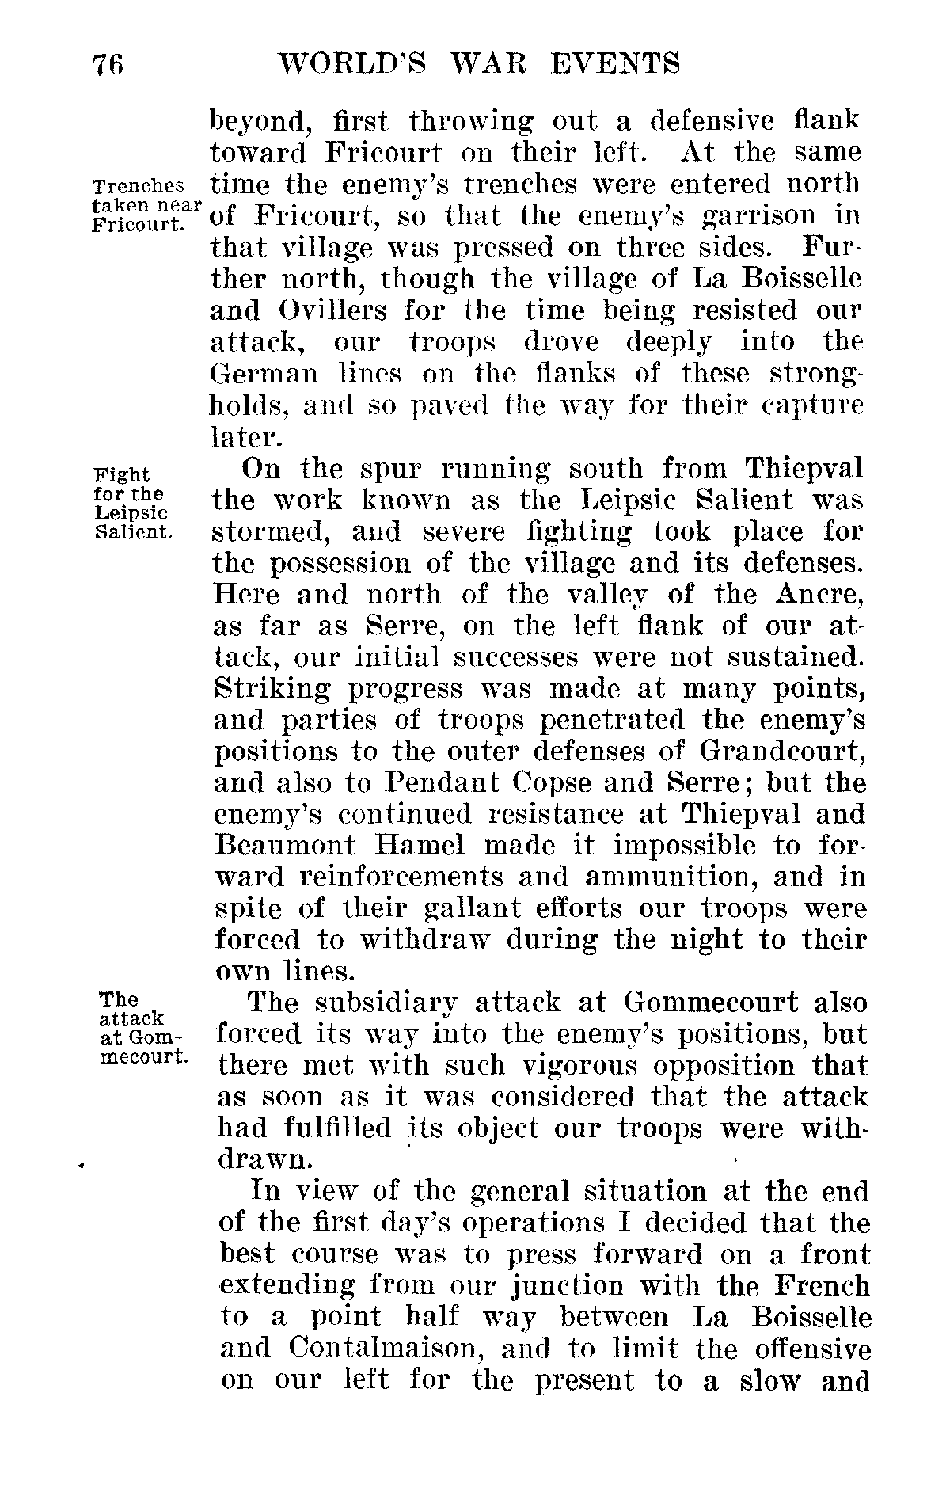 76 WORLD'S WAR EVENTS
beyond, first throwing out a defensive flank
toward Fricourt on their left. At the same
Trenches
taken near
Fricourt.
time the enemy's trenches were entered north
of Fricourt, so that the enemy's garrison in
that village was pressed on three sides. Fur-
ther north, though the village of La Boisselle
and Ovillers for the time being resisted our
attack, our troops drove deeply into the
German lines on the flanks of these strong-
holds, and so paved the way for their capture
later.
Fight
for the
Leipsic
Salient.
On the spur running south from Thiepval
the work known as the Leipsic Salient was
stormed, and severe fighting took place for
the possession of the village and its defenses.
Here and north of the valley of the Ancre,
as far as Serre, on the left flank of our at-
tack, our initial successes were not sustained.
Striking progress was made at many points,
and parties of troops penetrated the enemy's
positions to the outer defenses of Grandcourt,
and also to Pendant Copse and Serre; but the
enemy's continued resistance at Thiepval and
Beaumont Hamel made it impossible to for-
ward reinforcements and ammunition, and in
spite of their gallant efforts our troops were
forced to withdraw during the night to their
own lines.
The
attack
at Gom-
mecourt.
The subsidiary attack at Gommecourt also
forced its way into the enemy's positions, but
there met with such vigorous opposition that
as soon as it was considered that the attack
had fulfilled its object our troops were with-
drawn.
In view of the general situation at the end
of the first day's operations I decided that the
best course was to press forward on a front
extending from our junction with the French
to a point half way between La Boisselle
and Contalmaison, and to limit the offensive
on our left for the present to a slow and